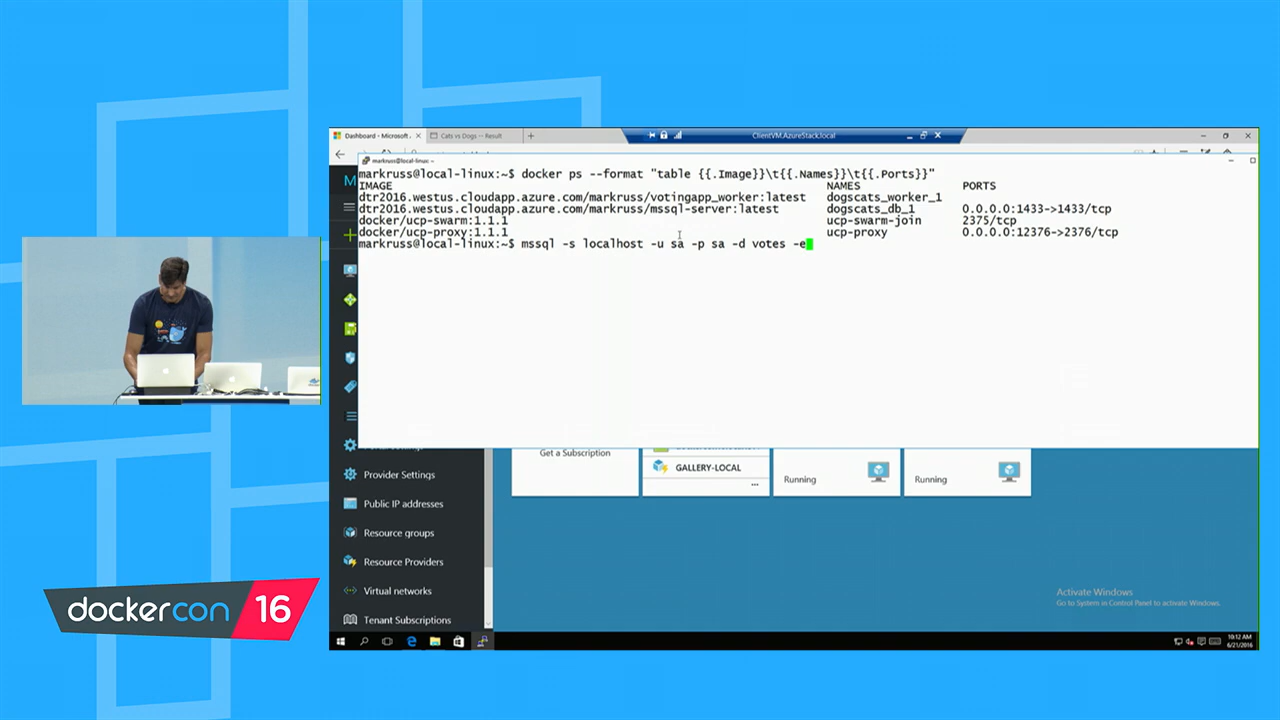 Dashboard - Microsoft
Cats vs Dogs -- Result
ClientVM.AzureStack.local
markruss@local-linux: ~
markruss@local-linux:~$ docker ps --format "table {{.Image}}\t{{.Names}}\t{{.Ports}}"
IMAGE NAMES PORTS
dtr2016.westus.cloudapp.azure.com/markruss/votingapp_worker:latest dogscats_worker_1
dtr2016.westus.cloudapp.azure.com/markruss/mssql-server:latest dogscats_db_1 0.0.0.0:1433->1433/tcp
docker/ucp-swarm:1.1.1 ucp-swarm-join 2375/tcp
docker/ucp-proxy:1.1.1 ucp-proxy 0.0.0.0:12376->2376/tcp
markruss@local-linux:~$ mssql -s localhost -u sa -p sa -d votes -e
M
Get a Subscription
GALLERY-LOCAL
...
Running
Running
Provider Settings
Public IP addresses
Resource groups
Resource Providers
Virtual networks
Tenant Subscriptions
Activate Windows
Go to System in Control Panel to activate Windows.
10:12 AM
6/21/2016
dockercon 16